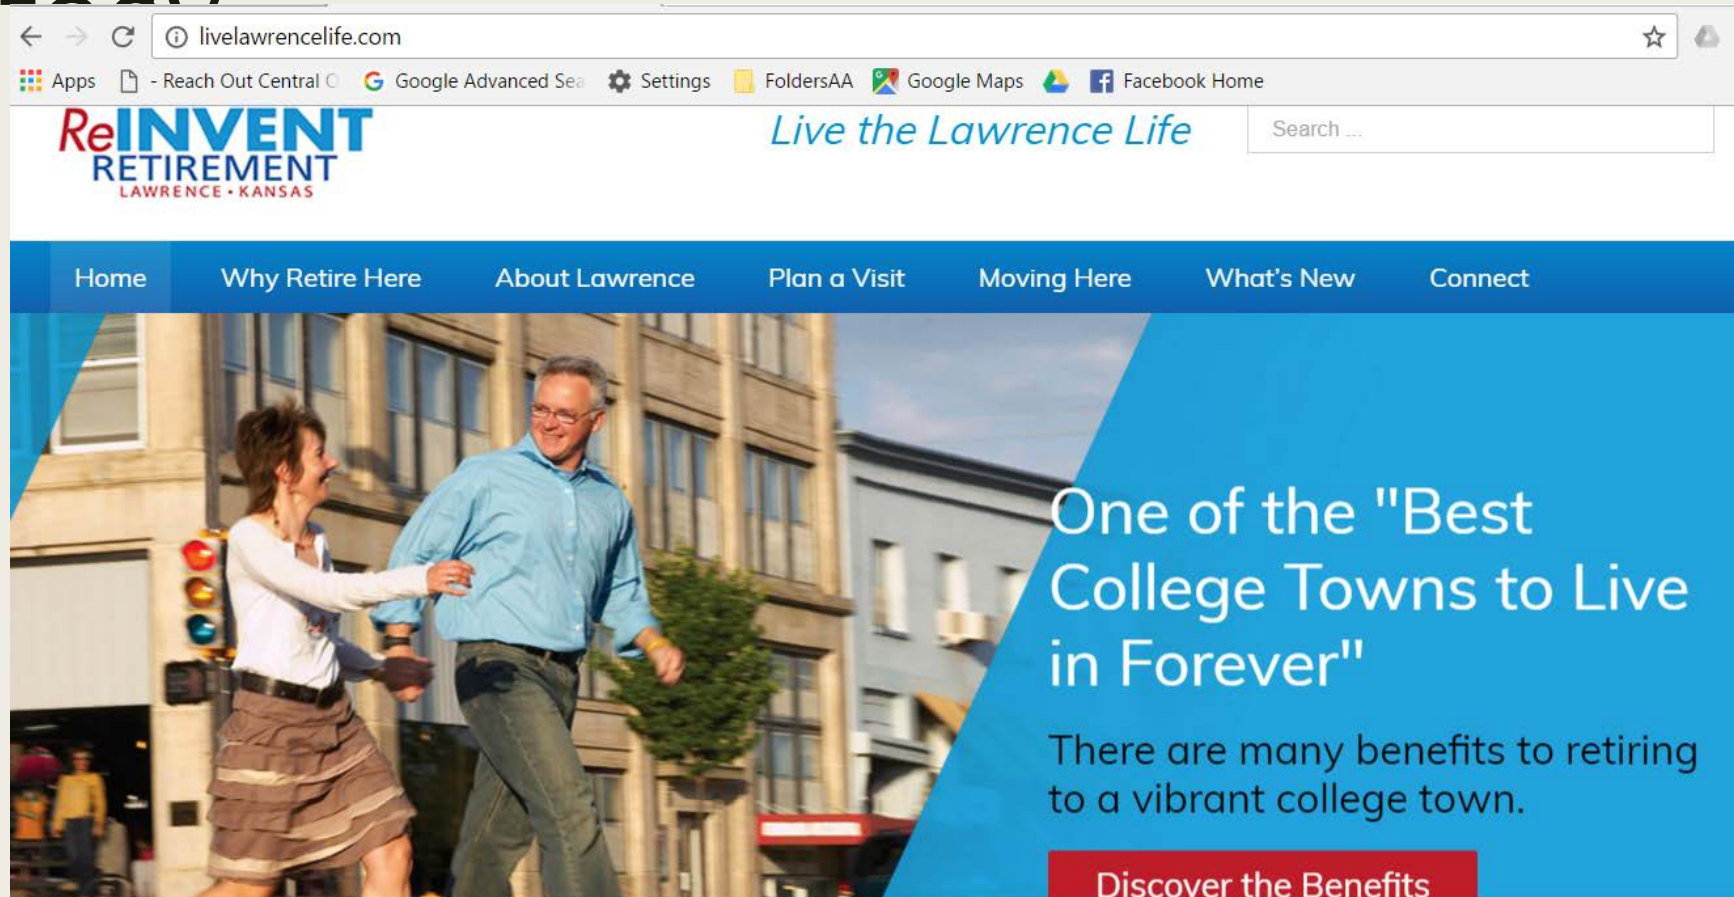 livelawrencelife.com
Apps - Reach Out Central Google Advanced Sea Settings FoldersAA Google Maps Facebook Home
ReINVENT
RETIREMENT
LAWRENCE • KANSAS
Live the Lawrence Life
Search ...
Home Why Retire Here About Lawrence Plan a Visit Moving Here What's New Connect
One of the "Best
College Towns to Live
in Forever"
There are many benefits to retiring
to a vibrant college town.
Discover the Benefits